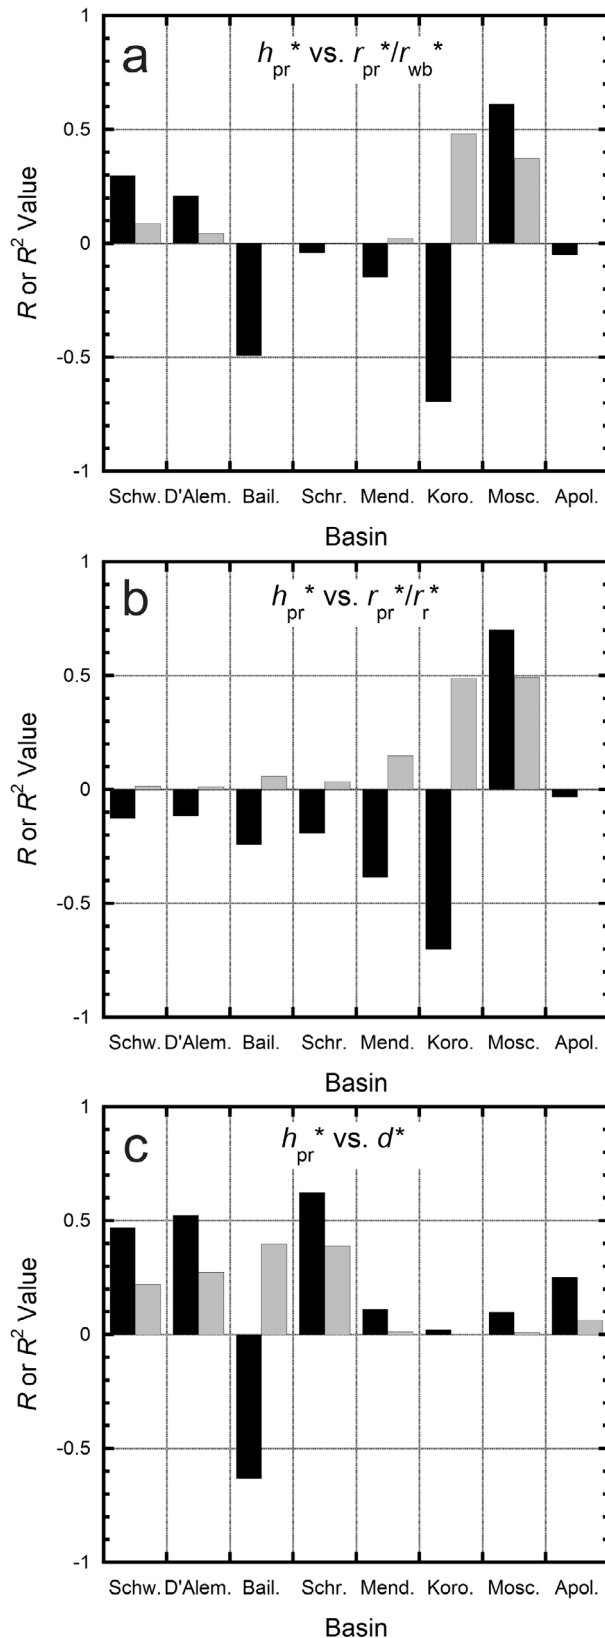 a
h_pr* vs. r_pr*/r_wb*
1
0.5
0
-0.5
-1
R or R² Value
Schw. D'Alem. Bail. Schr. Mend. Koro. Mosc. Apol.
Basin
b
h_pr* vs. r_pr*/r_r*
1
0.5
0
-0.5
-1
R or R² Value
Schw. D'Alem. Bail. Schr. Mend. Koro. Mosc. Apol.
Basin
c
h_pr* vs. d*
1
0.5
0
-0.5
-1
R or R² Value
Schw. D'Alem. Bail. Schr. Mend. Koro. Mosc. Apol.
Basin